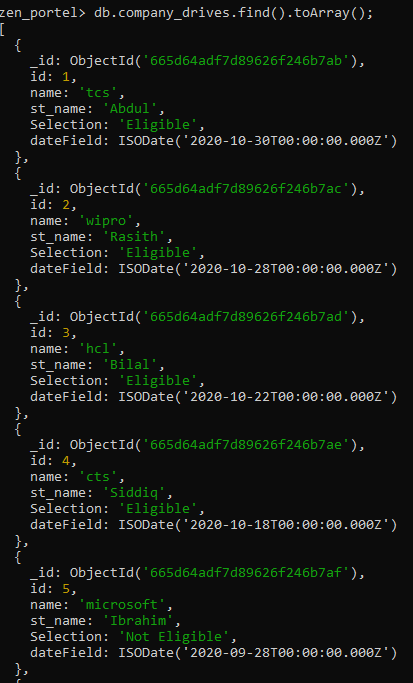 zen_portel> db.company_drives.find().toArray();
[
  {
    _id: ObjectId('665d64adf7d89626f246b7ab'),
    id: 1,
    name: 'tcs',
    st_name: 'Abdul',
    Selection: 'Eligible',
    dateField: ISODate('2020-10-30T00:00:00.000Z')
  },
  {
    _id: ObjectId('665d64adf7d89626f246b7ac'),
    id: 2,
    name: 'wipro',
    st_name: 'Rasith',
    Selection: 'Eligible',
    dateField: ISODate('2020-10-28T00:00:00.000Z')
  },
  {
    _id: ObjectId('665d64adf7d89626f246b7ad'),
    id: 3,
    name: 'hcl',
    st_name: 'Bilal',
    Selection: 'Eligible',
    dateField: ISODate('2020-10-22T00:00:00.000Z')
  },
  {
    _id: ObjectId('665d64adf7d89626f246b7ae'),
    id: 4,
    name: 'cts',
    st_name: 'Siddiq',
    Selection: 'Eligible',
    dateField: ISODate('2020-10-18T00:00:00.000Z')
  },
  {
    _id: ObjectId('665d64adf7d89626f246b7af'),
    id: 5,
    name: 'microsoft',
    st_name: 'Ibrahim',
    Selection: 'Not Eligible',
    dateField: ISODate('2020-09-28T00:00:00.000Z')
  },
  {